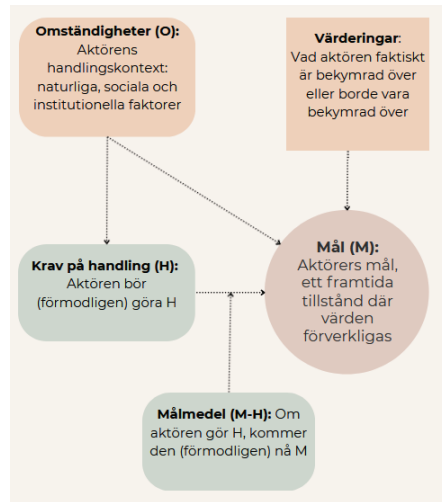 Omständigheter (O):
Aktörens
handlingskontext:
naturliga, sociala och
institutionella faktorer
Värderingar:
Vad aktören faktiskt
är bekymrad över
eller borde vara
bekymrad över
Krav på handling (H):
Aktören bör
(förmodligen) göra H
Mål (M):
Aktörers mål,
ett framtida
tillstånd där
värden
förverkligas
Målmedel (M-H): Om
aktören gör H, kommer
den (förmodligen) nå M